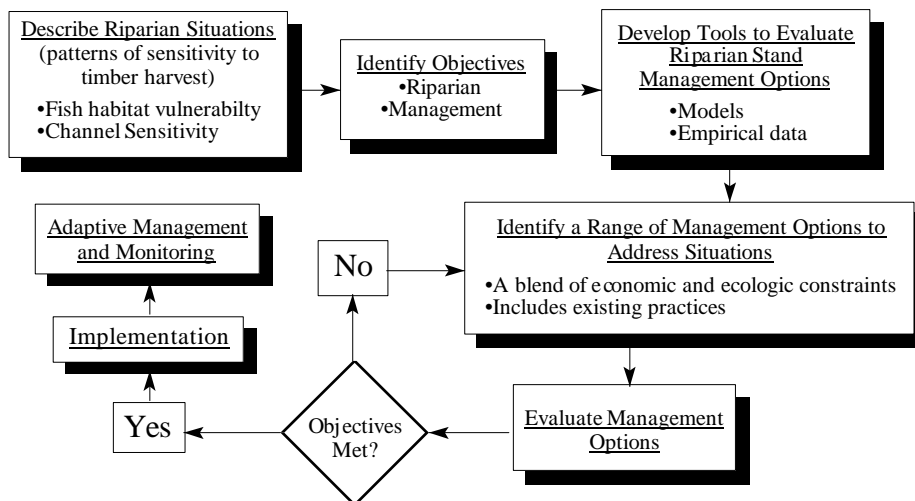 Describe Riparian Situations
(patterns of sensitivity to
timber harvest)
•Fish habitat vulnerabilty
•Channel Sensitivity
Identify Objectives
•Riparian
•Management
Develop Tools to Evaluate
Riparian Stand
Management Options
•Models
•Empirical data
Identify a Range of Management Options to
Address Situations
•A blend of economic and ecologic constraints
•Includes existing practices
Evaluate Management
Options
Objectives
Met?
No
Yes
Implementation
Adaptive Management
and Monitoring